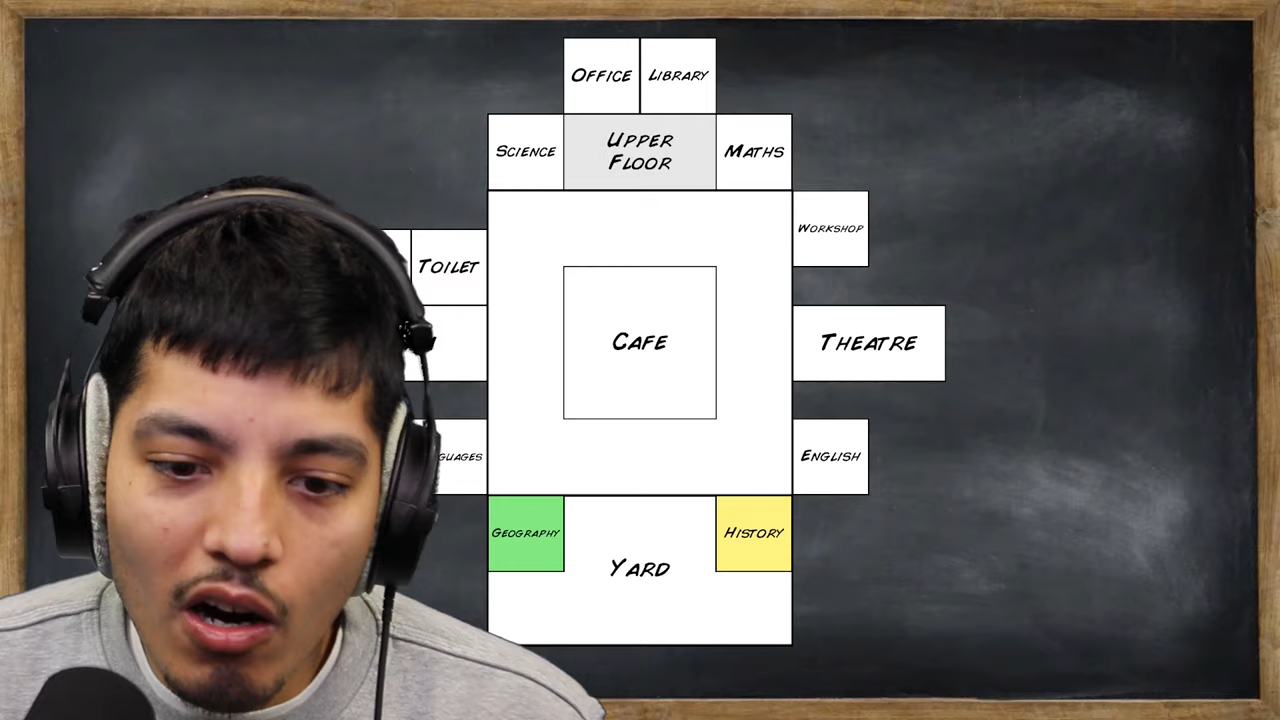 OFFICE
LIBRARY
SCIENCE
UPPER
FLOOR
MATHS
WORKSHOP
TOILET
CAFE
THEATRE
ENGLISH
GEOGRAPHY
HISTORY
YARD